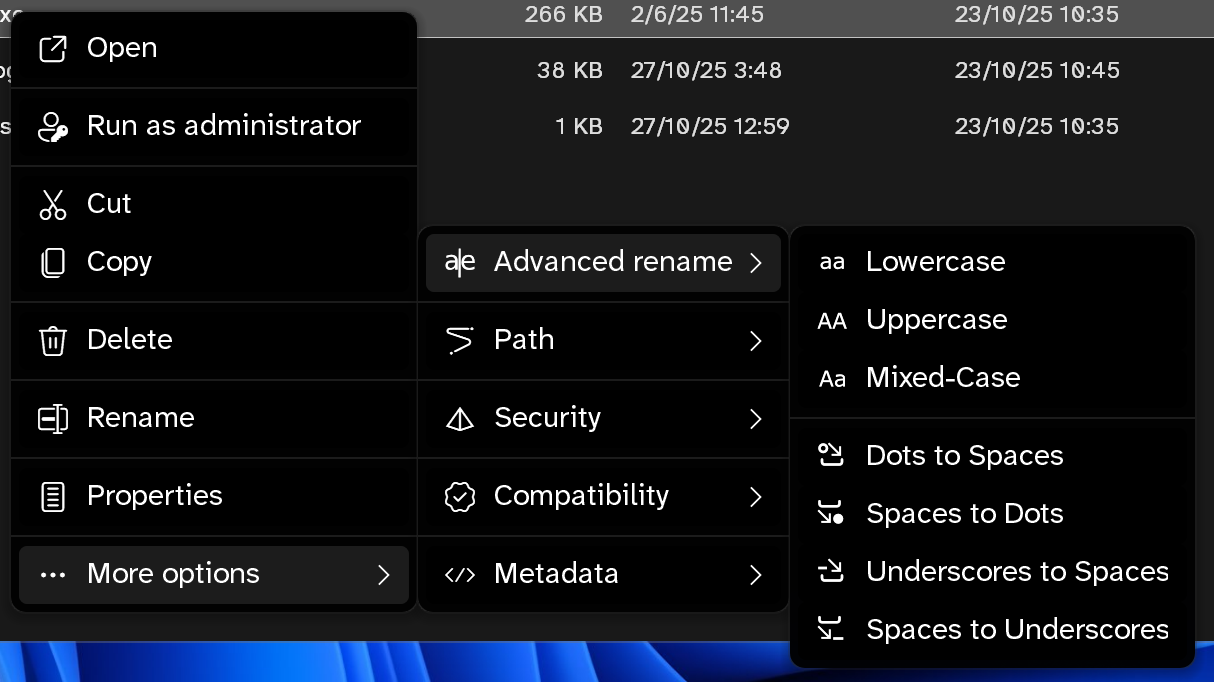 266 KB 2/6/25 11:45 23/10/25 10:35
38 KB 27/10/25 3:48 23/10/25 10:45
1 KB 27/10/25 12:59 23/10/25 10:35
Open
Run as administrator
Cut
Copy
Delete
Rename
Properties
More options
Advanced rename
Path
Security
Compatibility
Metadata
aa Lowercase
AA Uppercase
Aa Mixed-Case
Dots to Spaces
Spaces to Dots
Underscores to Spaces
Spaces to Underscores